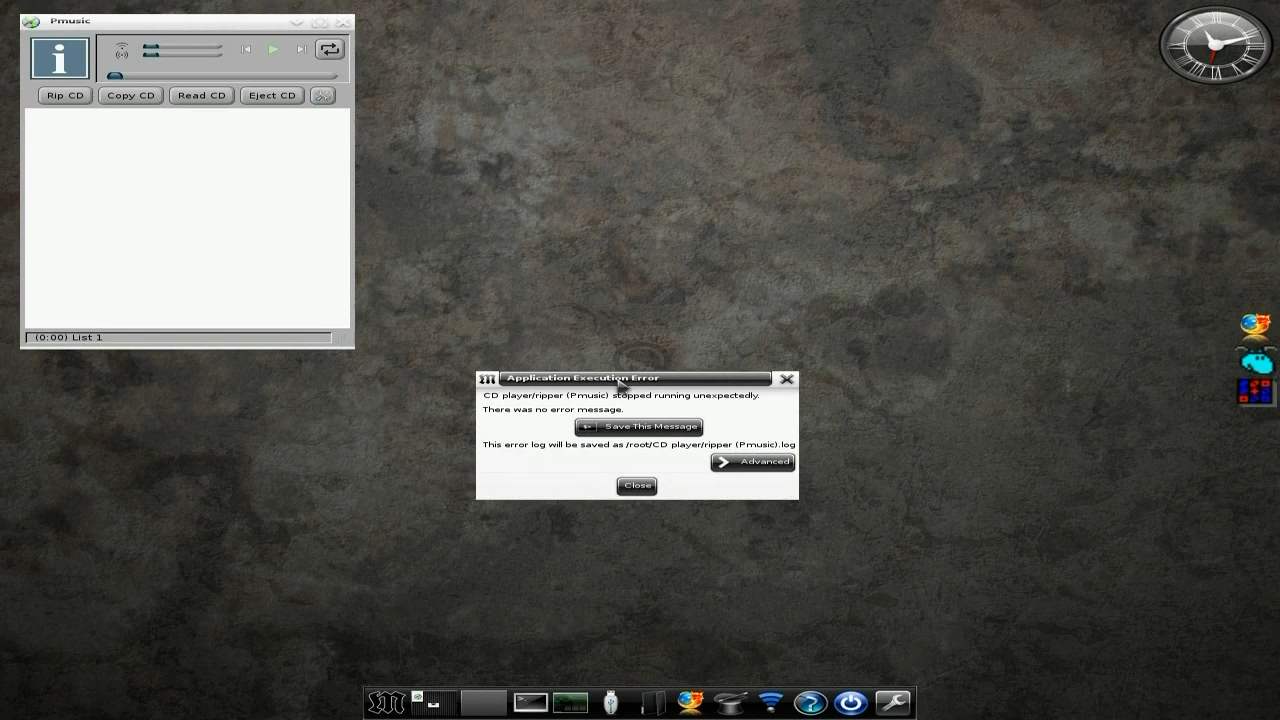 Pmusic
Rip CD Copy CD Read CD Eject CD
(0:00) List 1
Application Execution Error
CD player/ripper (Pmusic) stopped running unexpectedly.
There was no error message.
Save This Message
This error log will be saved as /root/CD player/ripper (Pmusic).log
Advanced
Close